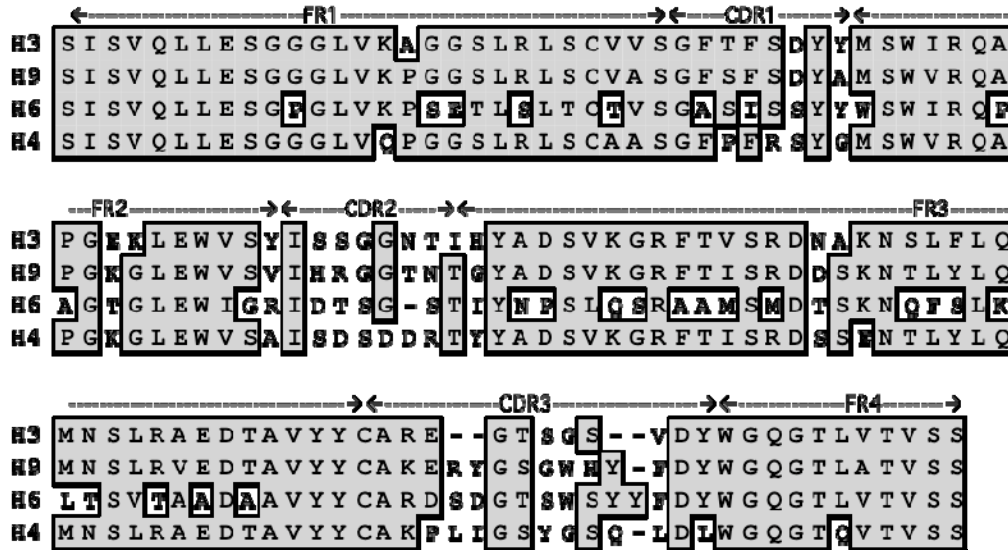 FR1 CDR1
H3 SISVQLLESGGGLVKAGGSLRLSCVVSGFTFSDYYMSWIRQA
H9 SISVQLLESGGGLVKPGGSLRLSCVASGFSFSDYAMSWVRQA
H6 SISVQLLESGPGLVKPSETLSLTCTVSGASISSYYWSWIRQP
H4 SISVQLLESGGGLVQPGGSLRLSCAASGFPFRSYGMSWVRQA
FR2 CDR2 FR3
H3 PGEKLEWVSYISSGGNTIHYADSVKGRFTVSRDNAKNSLFLQ
H9 PGKGLEWVSVIHRGGTNTGYADSVKGRFTISRDDSKNTLYLQ
H6 AGTGLEWIGRIDTSG-STIYNPSLQSRAAMSMDTSKNQFSLK
H4 PGKGLEWVSAISDSDDRTYYADSVKGRFTISRDSSENTLYLQ
CDR3 FR4
H3 MNSLRAEDTAVYYCARE--GTSGS--VDYWGQGTLVTVSS
H9 MNSLRVEDTAVYYCAKERYGSGWHY-FDYWGQGTLATVSS
H6 LTSVTAADAAVYYCARDSDGTSWSYYFDYWGQGTLVTVSS
H4 MNSLRAEDTAVYYCAKPLIGSYGSQ-LDLWGQGTQVTVSS